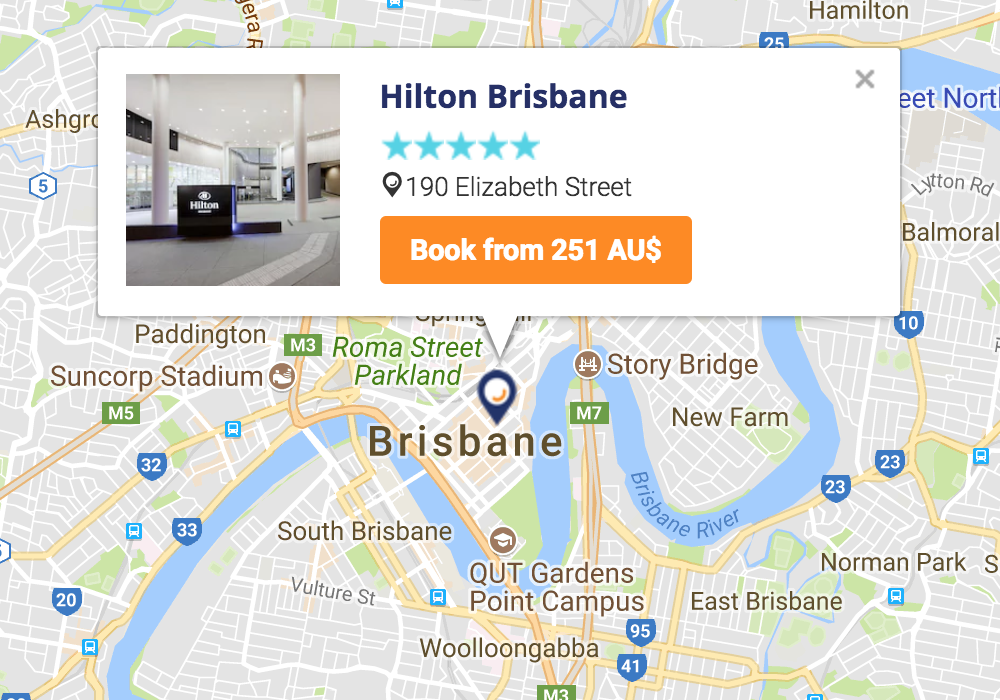 Hamilton
25
Hilton Brisbane
Ashgro
5
190 Elizabeth Street
Hilton
Lytton Rd
Balmoral
Book from 251 AU$
10
Paddington
M3
Roma Street
Parkland
Suncorp Stadium
Story Bridge
M5
M7
New Farm
Brisbane
32
23
23
Brisbane River
33
South Brisbane
QUT Gardens
Point Campus
Norman Park
S
Vulture St
20
East Brisbane
95
Woolloongabba
41
M3